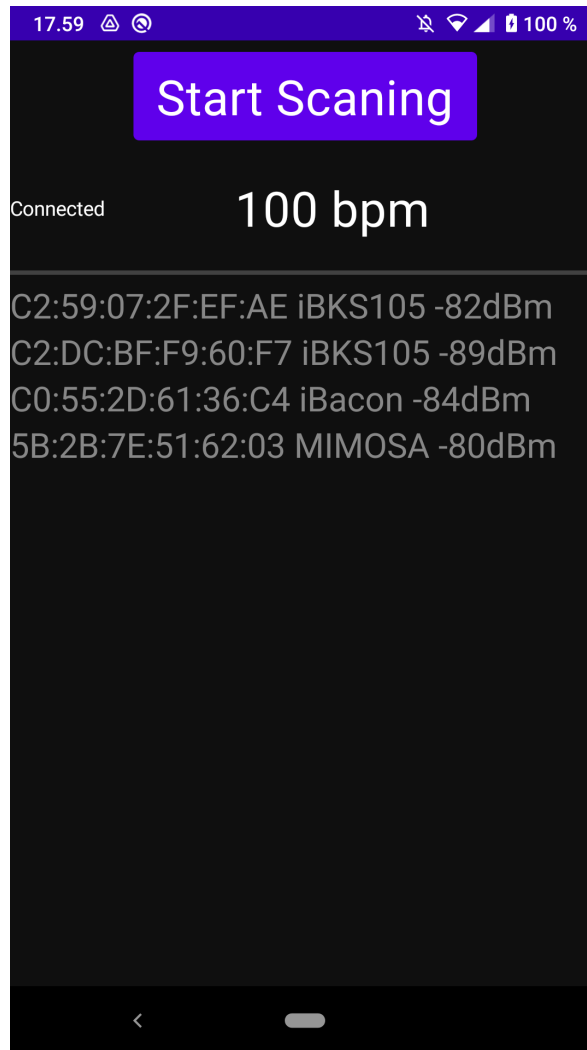 17.59 100 %
Start Scaning
Connected 100 bpm
C2:59:07:2F:EF:AE iBKS105 -82dBm
C2:DC:BF:F9:60:F7 iBKS105 -89dBm
C0:55:2D:61:36:C4 iBacon -84dBm
5B:2B:7E:51:62:03 MIMOSA -80dBm